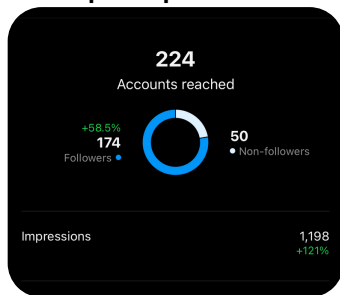 224
Accounts reached
+58.5%
174
Followers
50
Non-followers
Impressions
1,198
+121%